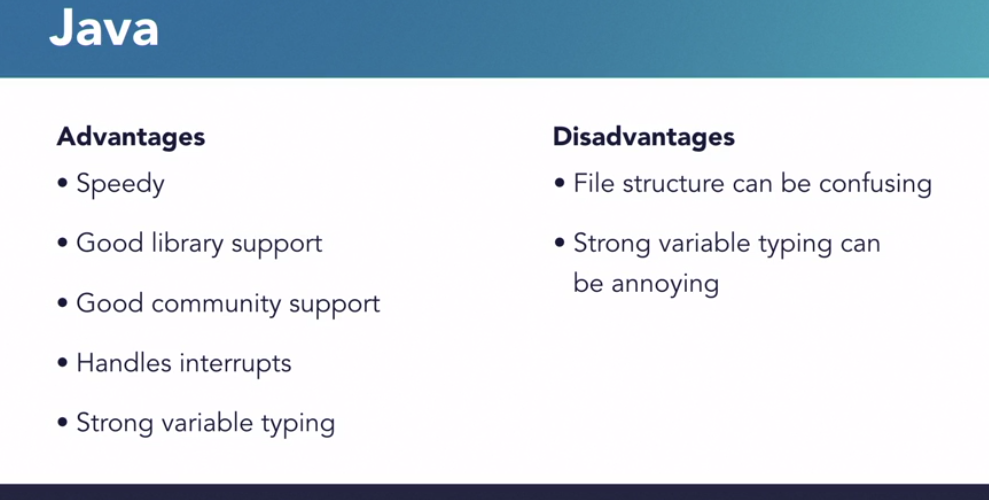 Java
Advantages
• Speedy
• Good library support
• Good community support
• Handles interrupts
• Strong variable typing
Disadvantages
• File structure can be confusing
• Strong variable typing can
be annoying